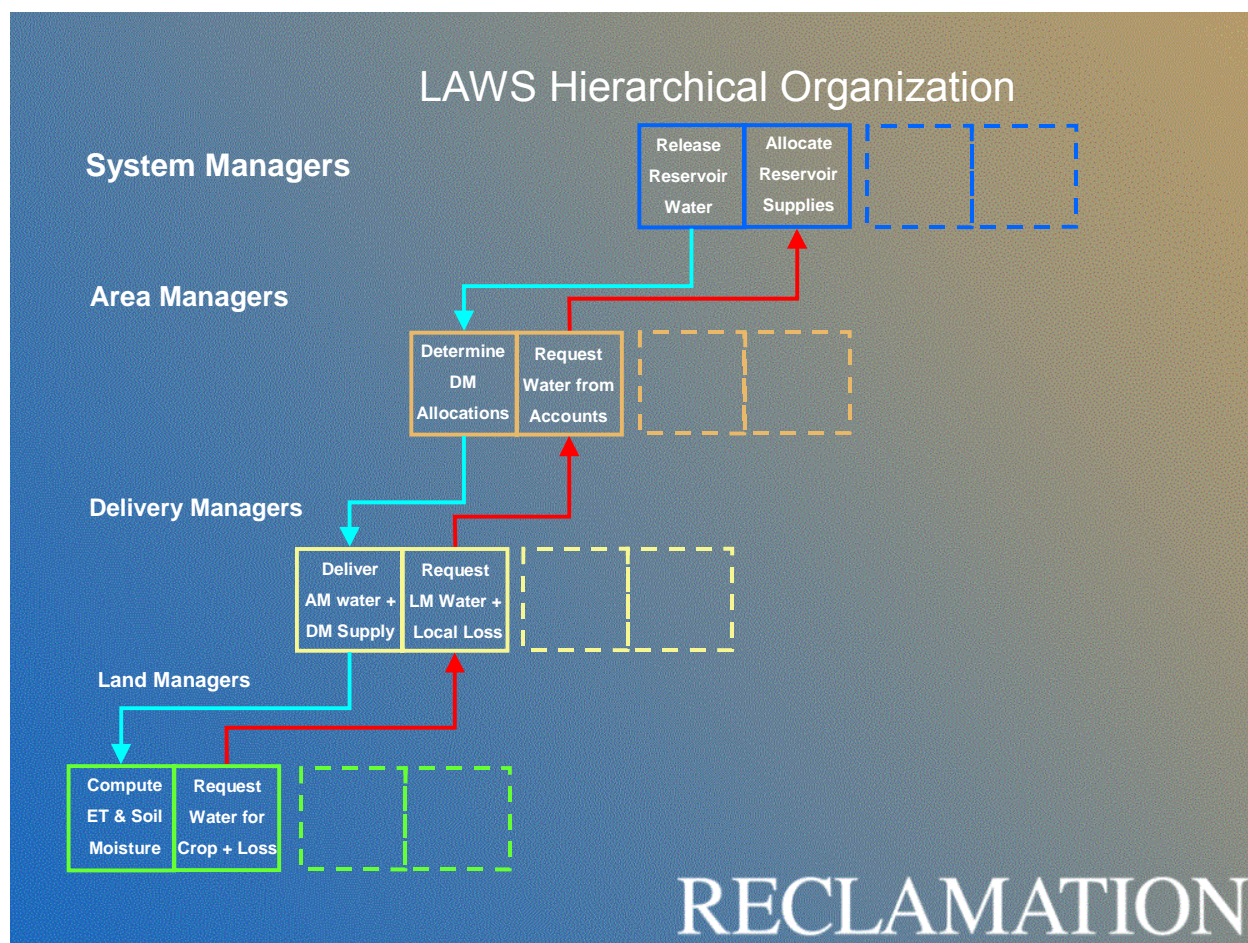 LAWS Hierarchical Organization
System Managers
Release
Reservoir
Water
Allocate
Reservoir
Supplies
Area Managers
Determine
DM
Allocations
Request
Water from
Accounts
Delivery Managers
Deliver
AM water +
DM Supply
Request
LM Water +
Local Loss
Land Managers
Compute
ET & Soil
Moisture
Request
Water for
Crop + Loss
RECLAMATION